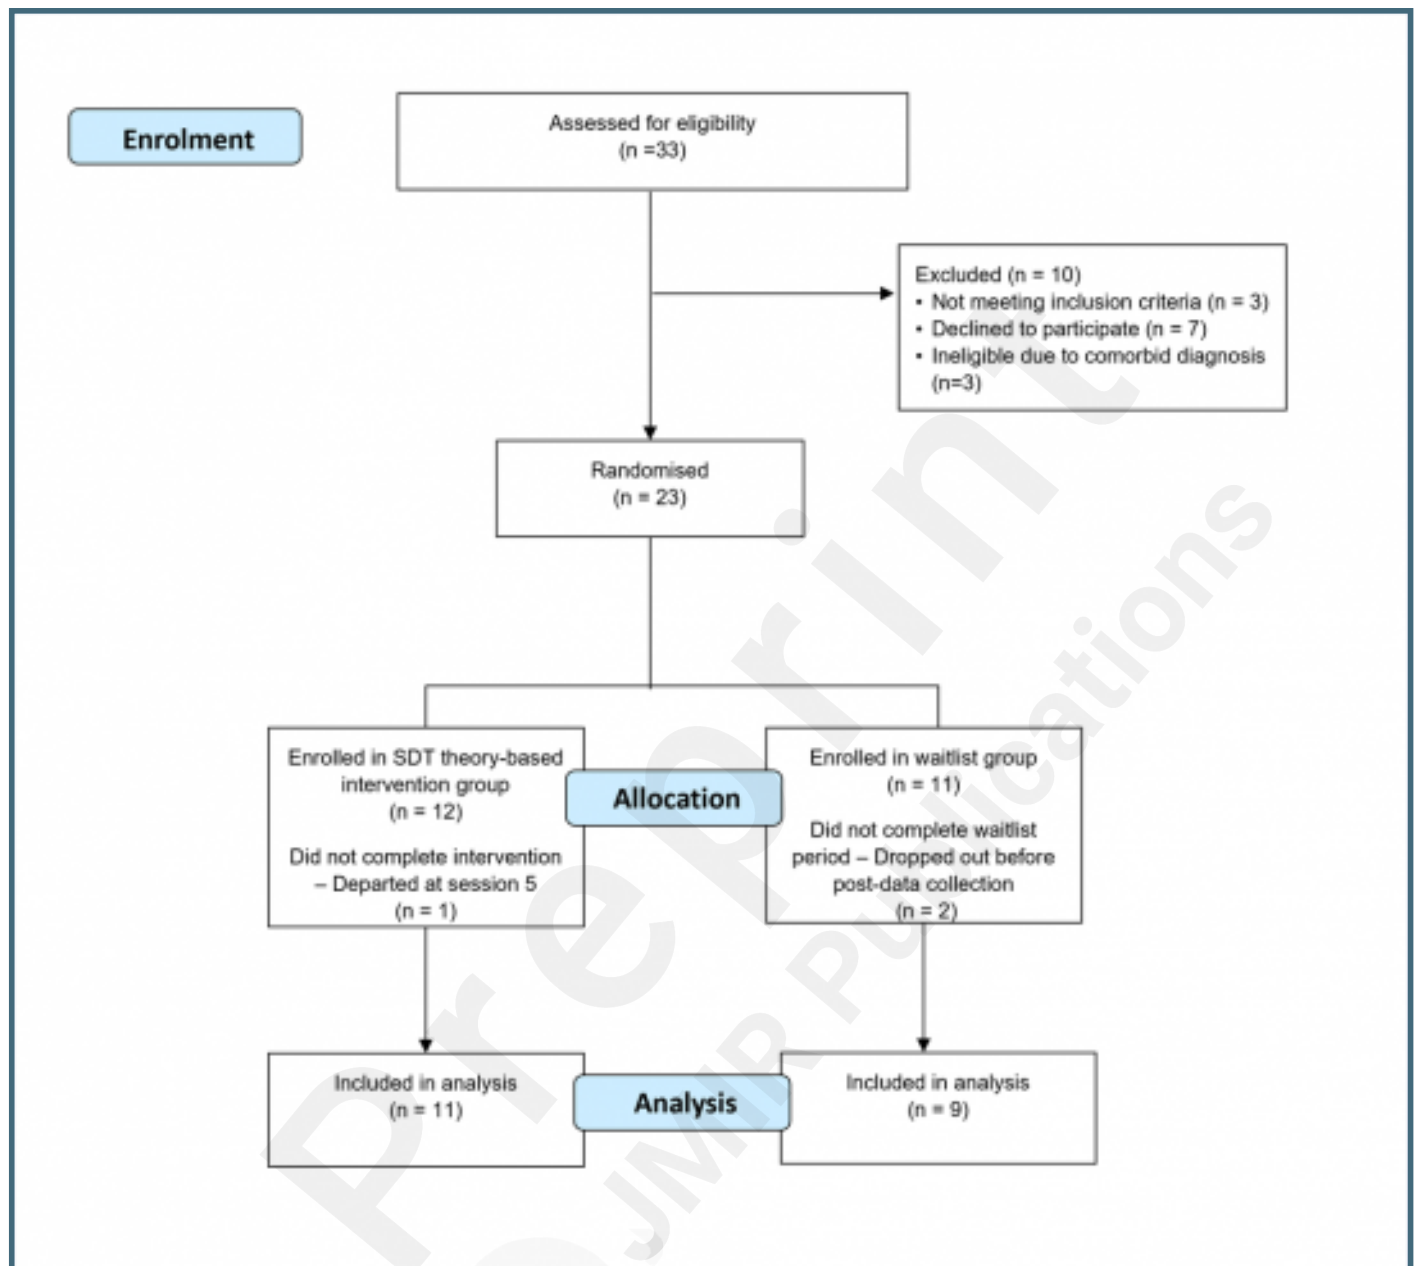 Enrolment
Assessed for eligibility
(n =33)
Excluded (n = 10)
• Not meeting inclusion criteria (n = 3)
• Declined to participate (n = 7)
• Ineligible due to comorbid diagnosis
(n=3)
Randomised
(n = 23)
Enrolled in SDT theory-based
intervention group
(n = 12)
Did not complete intervention
– Departed at session 5
(n = 1)
Allocation
Enrolled in waitlist group
(n = 11)
Did not complete waitlist
period – Dropped out before
post-data collection
(n = 2)
Included in analysis
(n = 11)
Analysis
Included in analysis
(n = 9)
Preprint
JMIR Publications